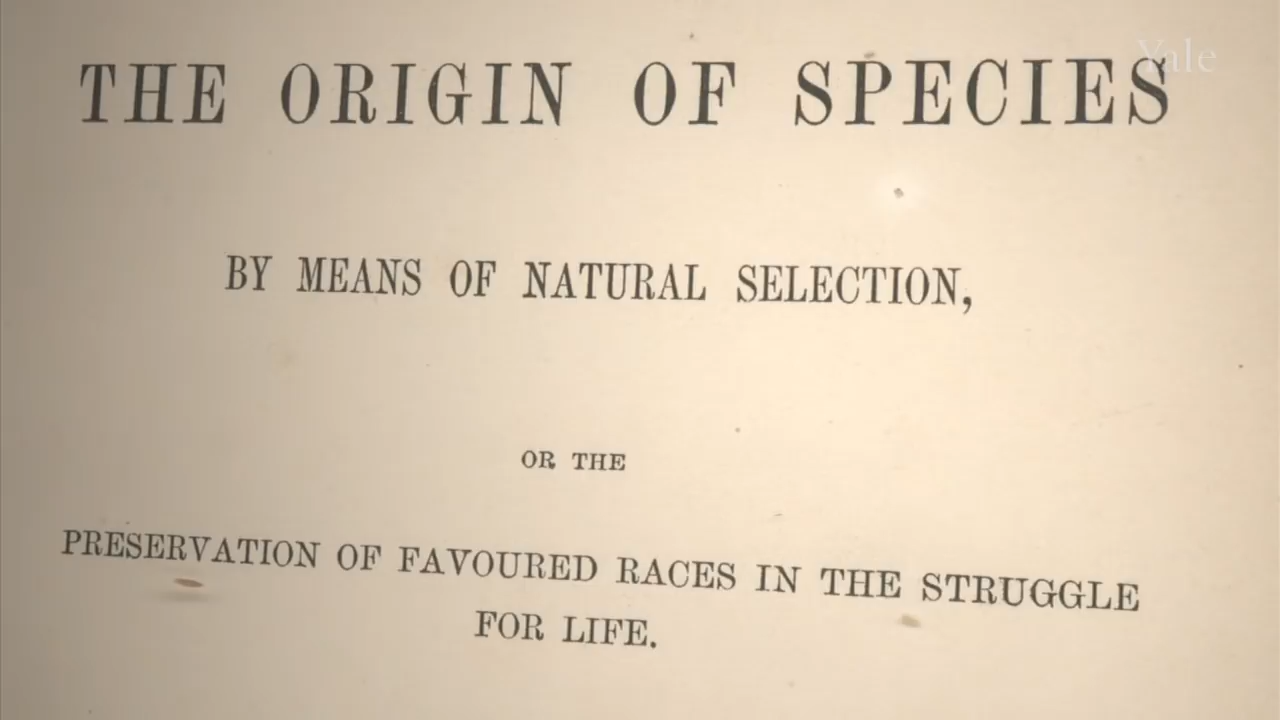 Yale
THE ORIGIN OF SPECIES
BY MEANS OF NATURAL SELECTION,
OR THE
PRESERVATION OF FAVOURED RACES IN THE STRUGGLE
FOR LIFE.